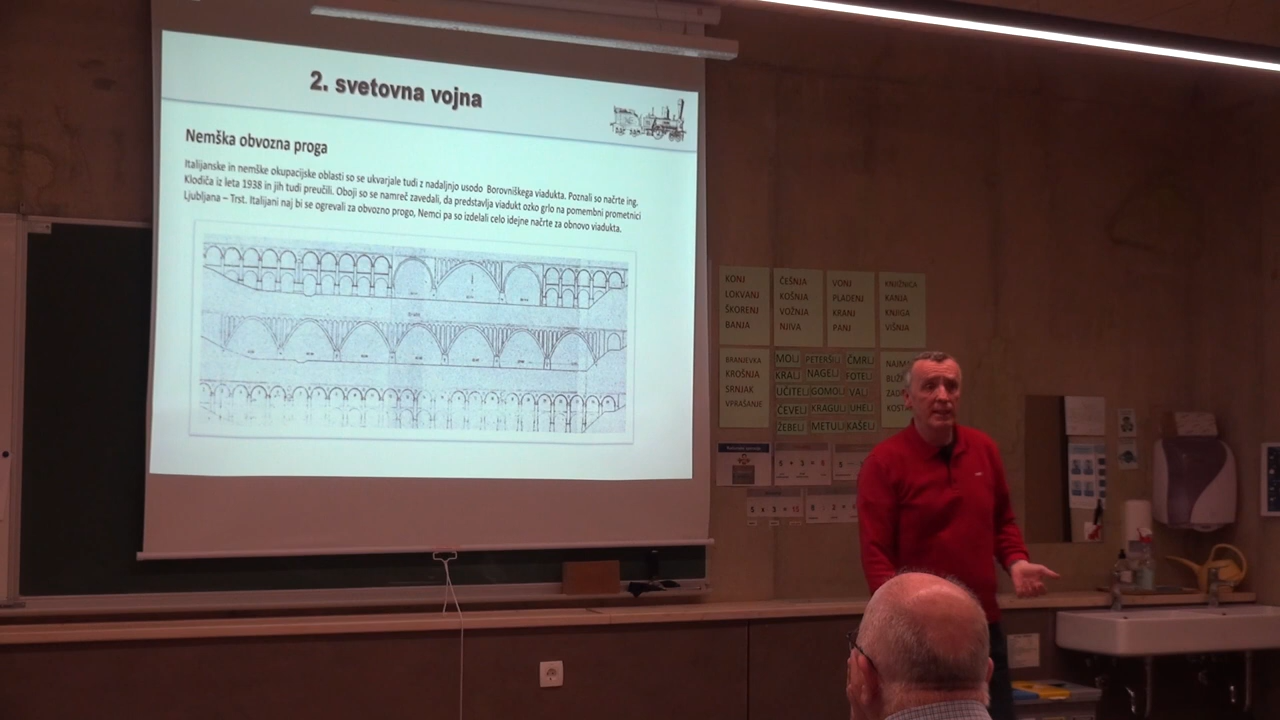 2. svetovna vojna
Nemška obvozna proga
Italijanske in nemške okupacijske oblasti so se ukvarjale tudi z nadaljnjo usodo Borovniškega viadukta. Poznali so načrte ing.
Klodiča iz leta 1938 in jih tudi preučili. Oboji so se namreč zavedali, da predstavlja viadukt ozko grlo na pomembni prometnici
Ljubljana – Trst. Italijani naj bi se ogrevali za obvozno progo, Nemci pa so izdelali celo idejne načrte za obnovo viadukta.
KONJ
LOKVANJ
ŠKORENJ
BANJA
ČEŠNJA
KOŠNJA
VOŽNJA
NJIVA
VONJ
PLADENJ
KRANJ
PANJ
KNJIŽNICA
KANJA
KNJIGA
VIŠNJA
BRANJEVKA
KROŠNJA
SRNJAK
VPRAŠANJE
MOLJ PETERŠILJ ČMRLJ
KRALJ NAGELJ FOTELJ
UČITELJ GOMOLJ VALJ
ČEVELJ KRAGULJ UHELJ
ŽEBELJ METULJ KAŠELJ
5 x 3 = 15